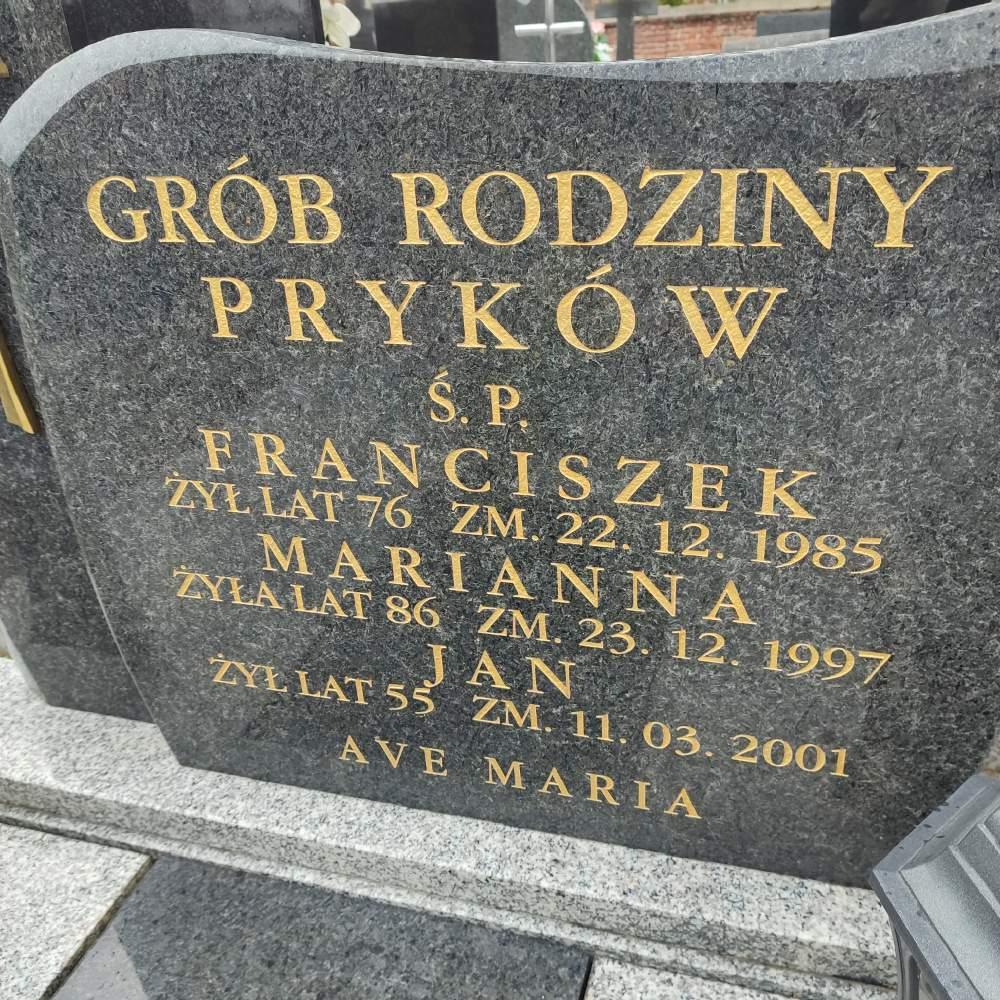 GRÓB RODZINY
PRYKÓW
Ś. P.
FRANCISZEK
ŻYŁ LAT 76 ZM. 22. 12. 1985
MARIANNA
ŻYŁA LAT 86 ZM. 23. 12. 1997
JAN
ŻYŁ LAT 55 ZM. 11. 03. 2001
AVE MARIA